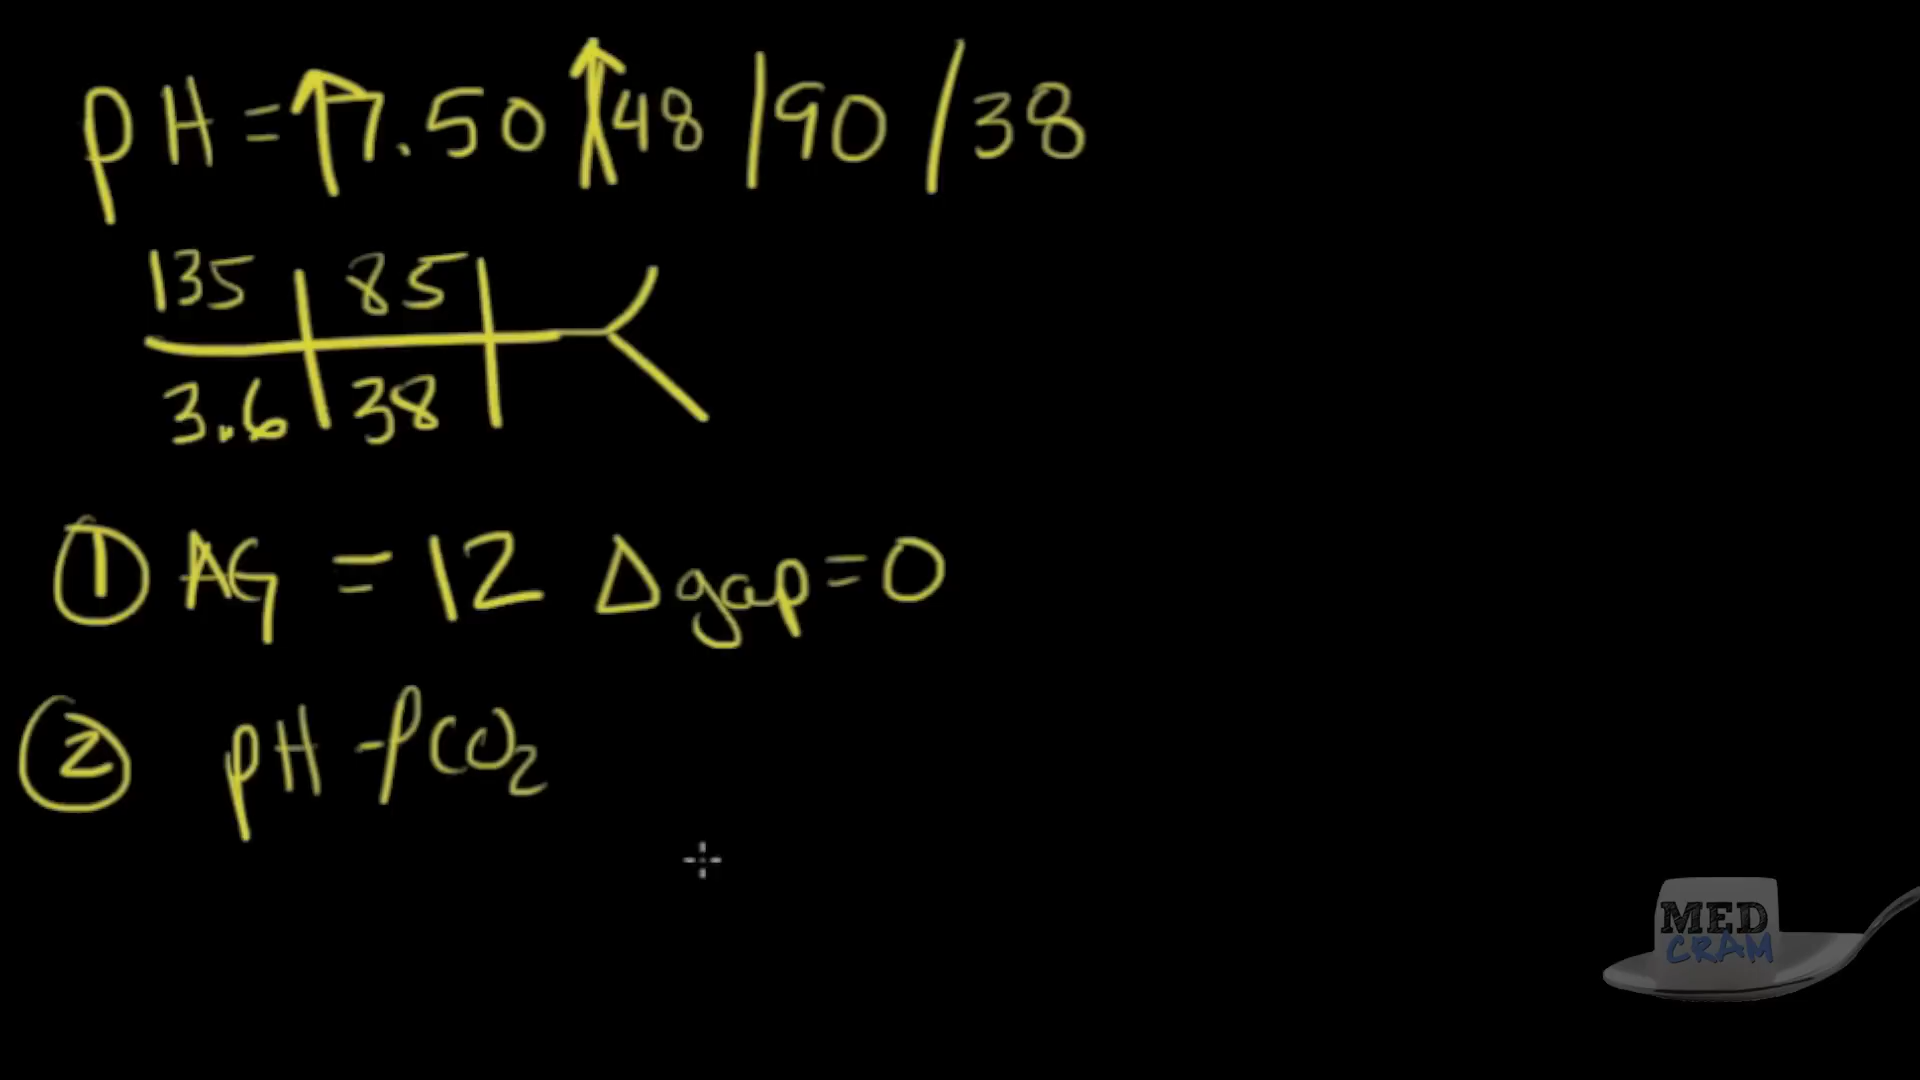 pH = ↑7.50 ↑/48/90/38
135 | 85 |
3.6 | 38 |
① AG = 12 Δgap=0
② pH - PCO₂
MED
CRAM